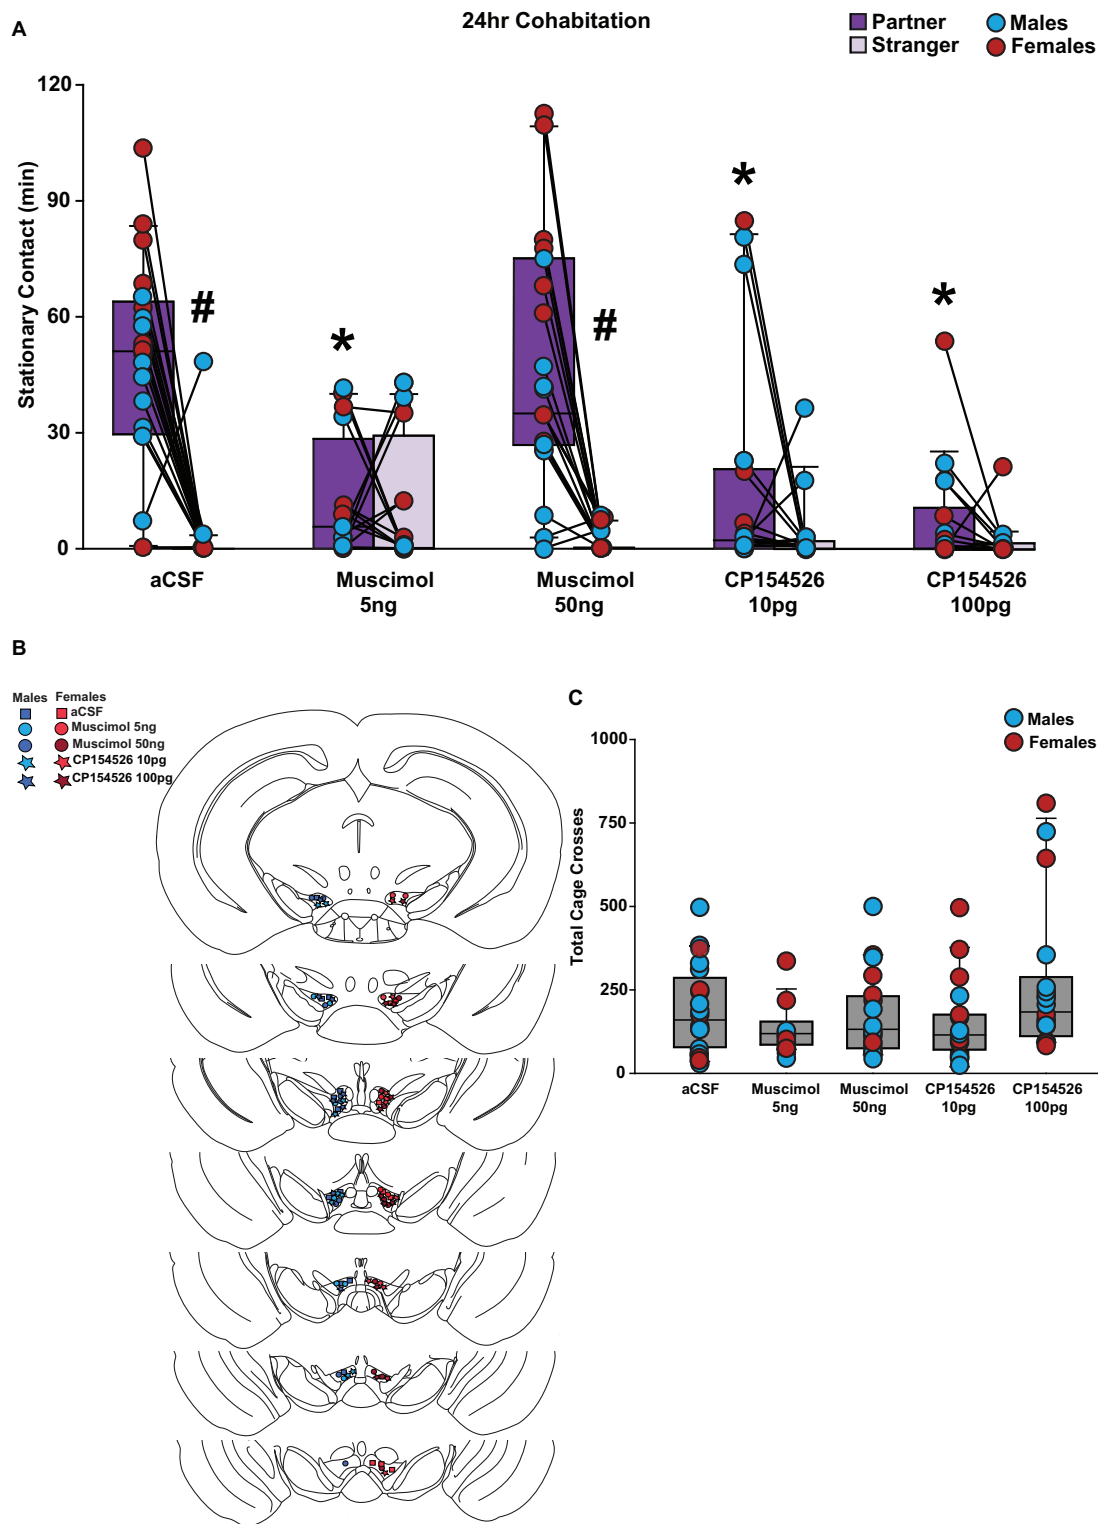 A
24hr Cohabitation
Partner
Stranger
Males
Females
Stationary Contact (min)
120
90
60
30
0
#
*
#
*
*
aCSF
Muscimol
5ng
Muscimol
50ng
CP154526
10pg
CP154526
100pg
B
Males Females
aCSF
Muscimol 5ng
Muscimol 50ng
CP154526 10pg
CP154526 100pg
C
Males
Females
Total Cage Crosses
1000
750
500
250
0
aCSF
Muscimol
5ng
Muscimol
50ng
CP154526
10pg
CP154526
100pg